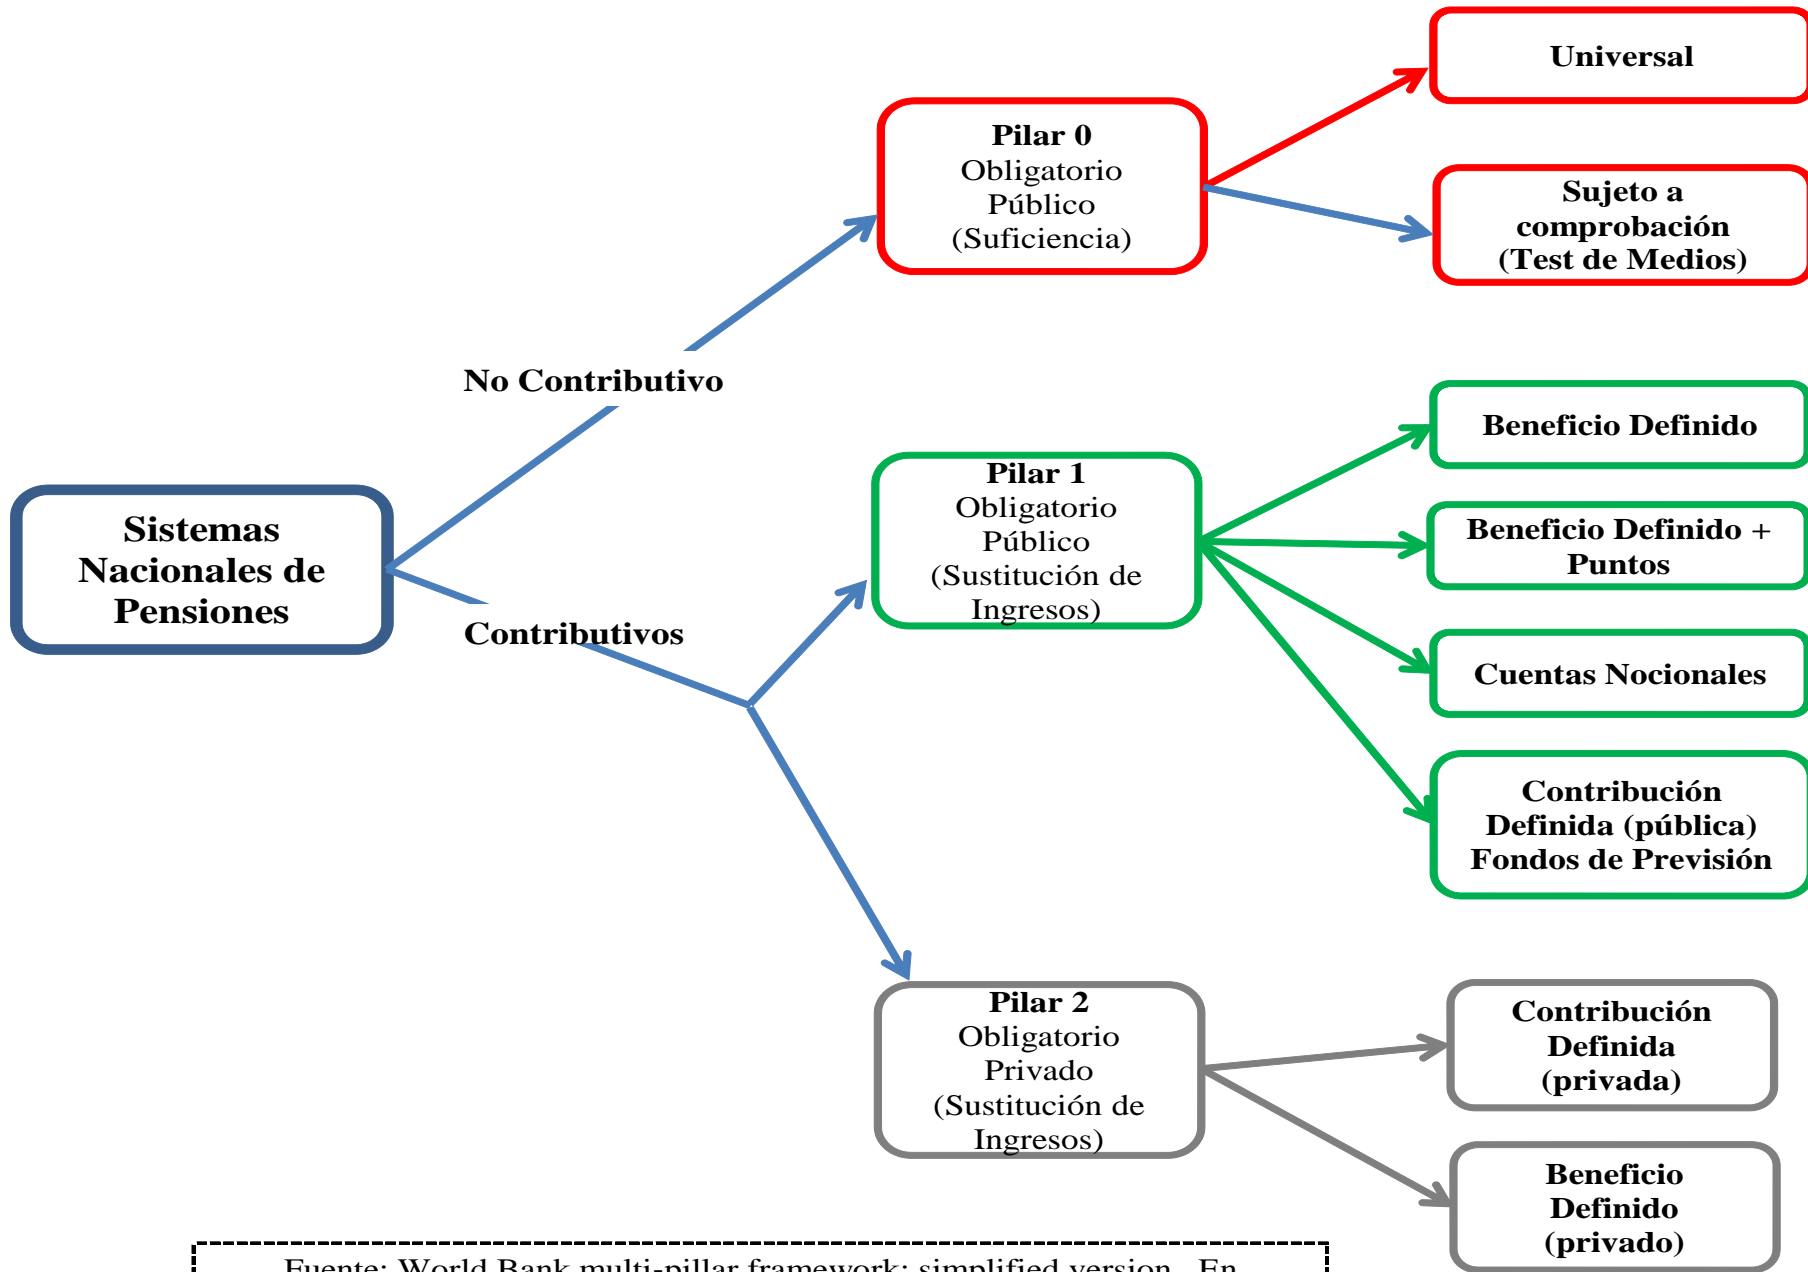 Universal
Pilar 0
Obligatorio
Público
(Suficiencia)
Sujeto a
comprobación
(Test de Medios)
No Contributivo
Beneficio Definido
Pilar 1
Obligatorio
Público
(Sustitución de
Ingresos)
Sistemas
Nacionales de
Pensiones
Beneficio Definido +
Puntos
Contributivos
Cuentas Nocionales
Contribución
Definida (pública)
Fondos de Previsión
Pilar 2
Obligatorio
Privado
(Sustitución de
Ingresos)
Contribución
Definida
(privada)
Beneficio
Definido
(privado)
Fuente: World Bank multi-pillar framework: simplified version. En